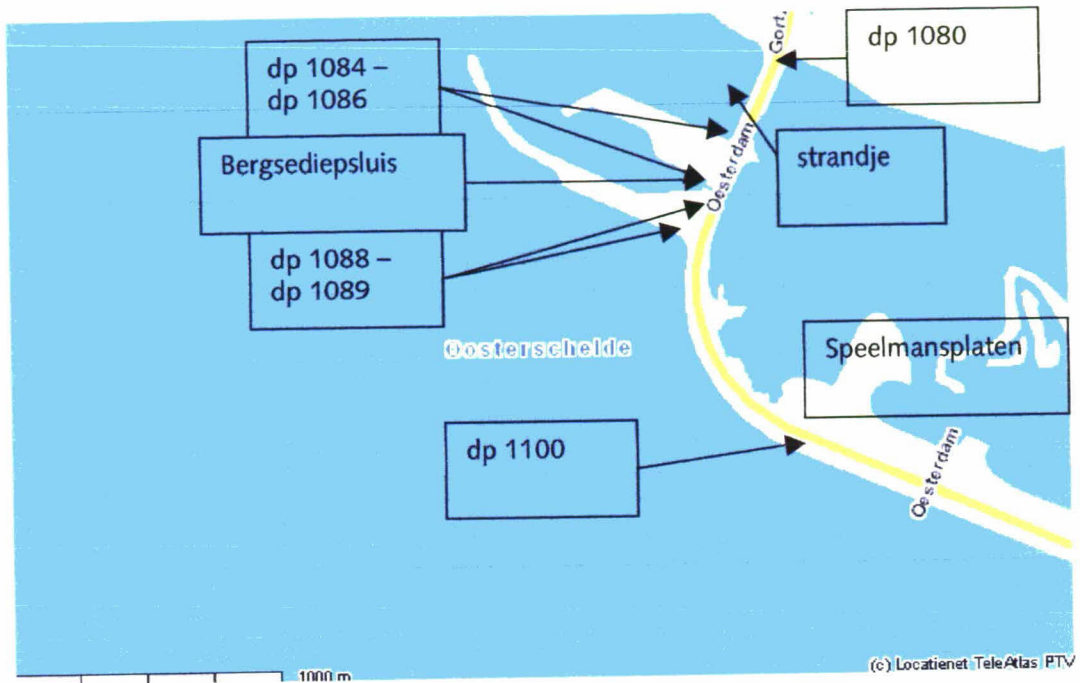 Gort.
dp 1080
dp 1084 –
dp 1086
Oesterdam
Bergsediepsluis
strandje
dp 1088 –
dp 1089
Oosterschelde
Speelmansplaten
dp 1100
Oesterdam
1000 m
(c) Locatienet TeleAtlas PTV